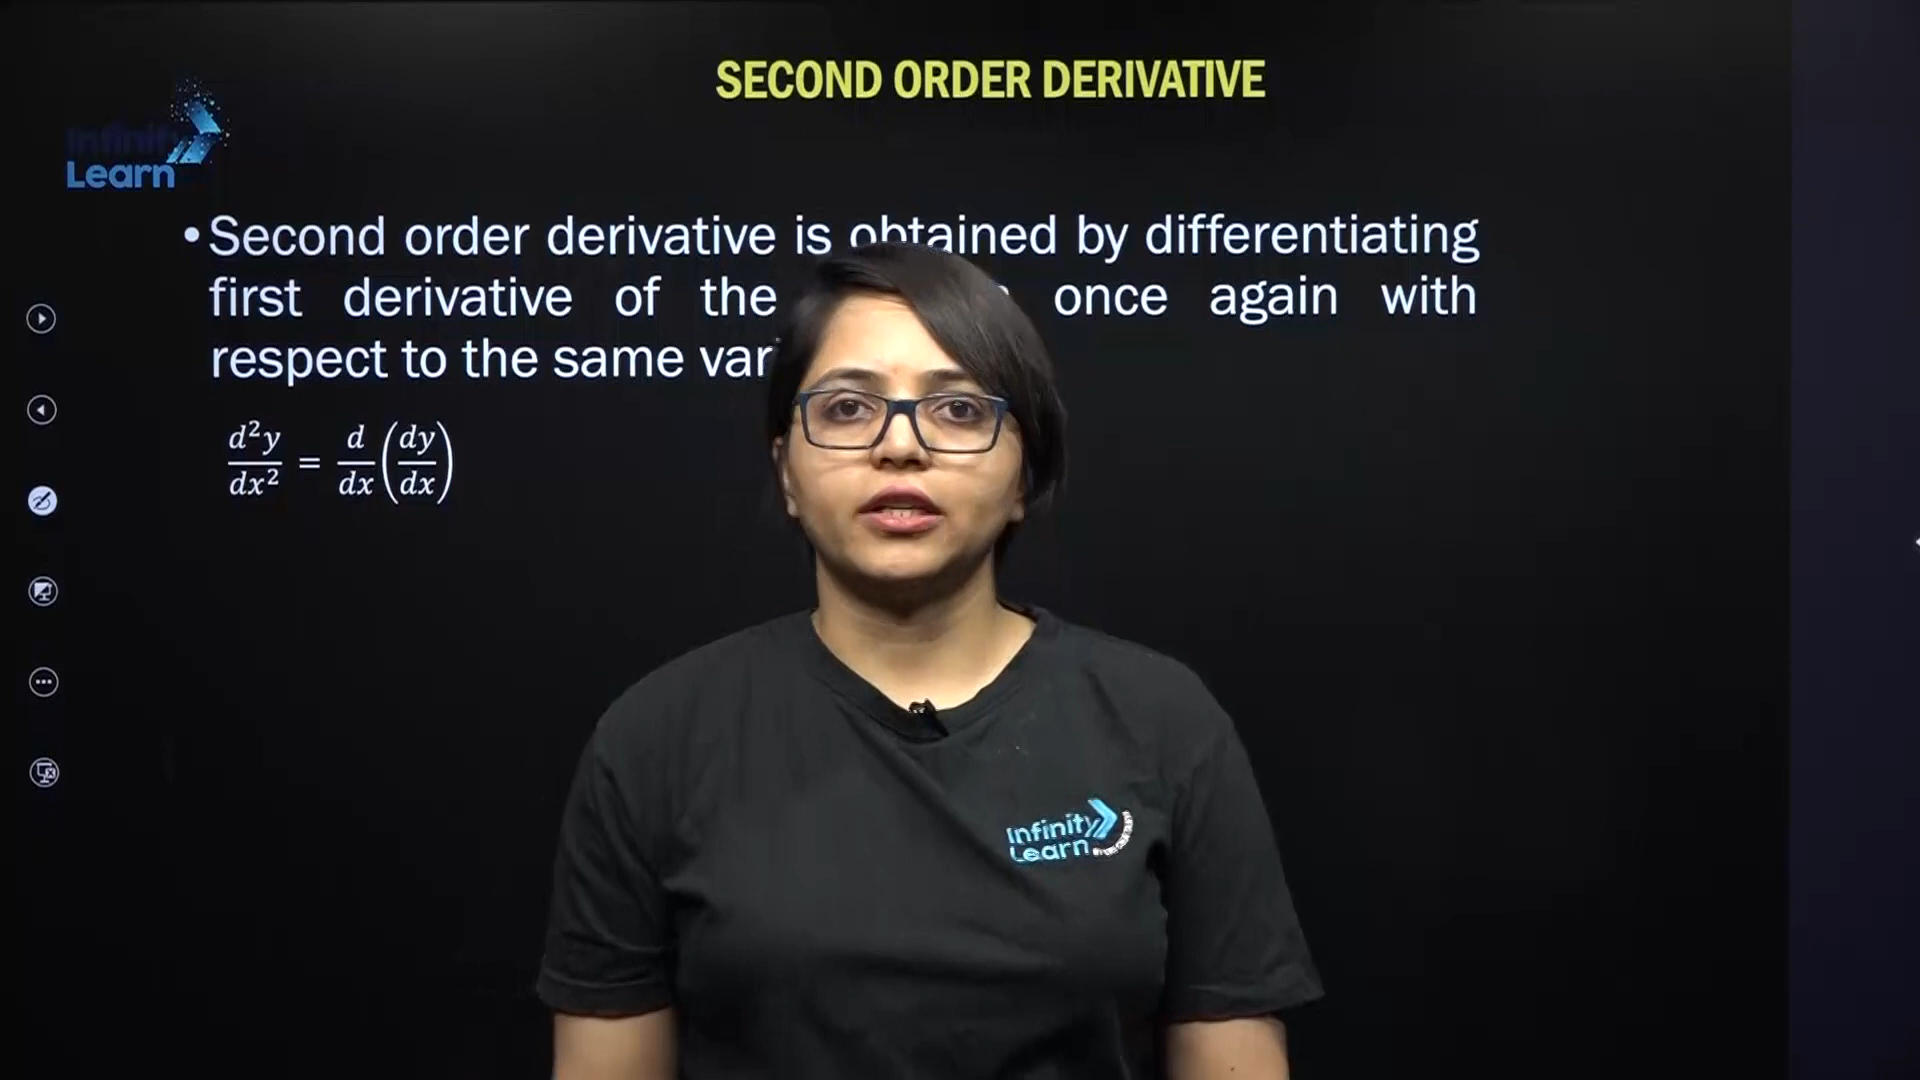 SECOND ORDER DERIVATIVE
Infinity
Learn
• Second order derivative is obtained by differentiating
first derivative of the once again with
respect to the same
d²y/dx² = d/dx (dy/dx)
Infinity
Learn